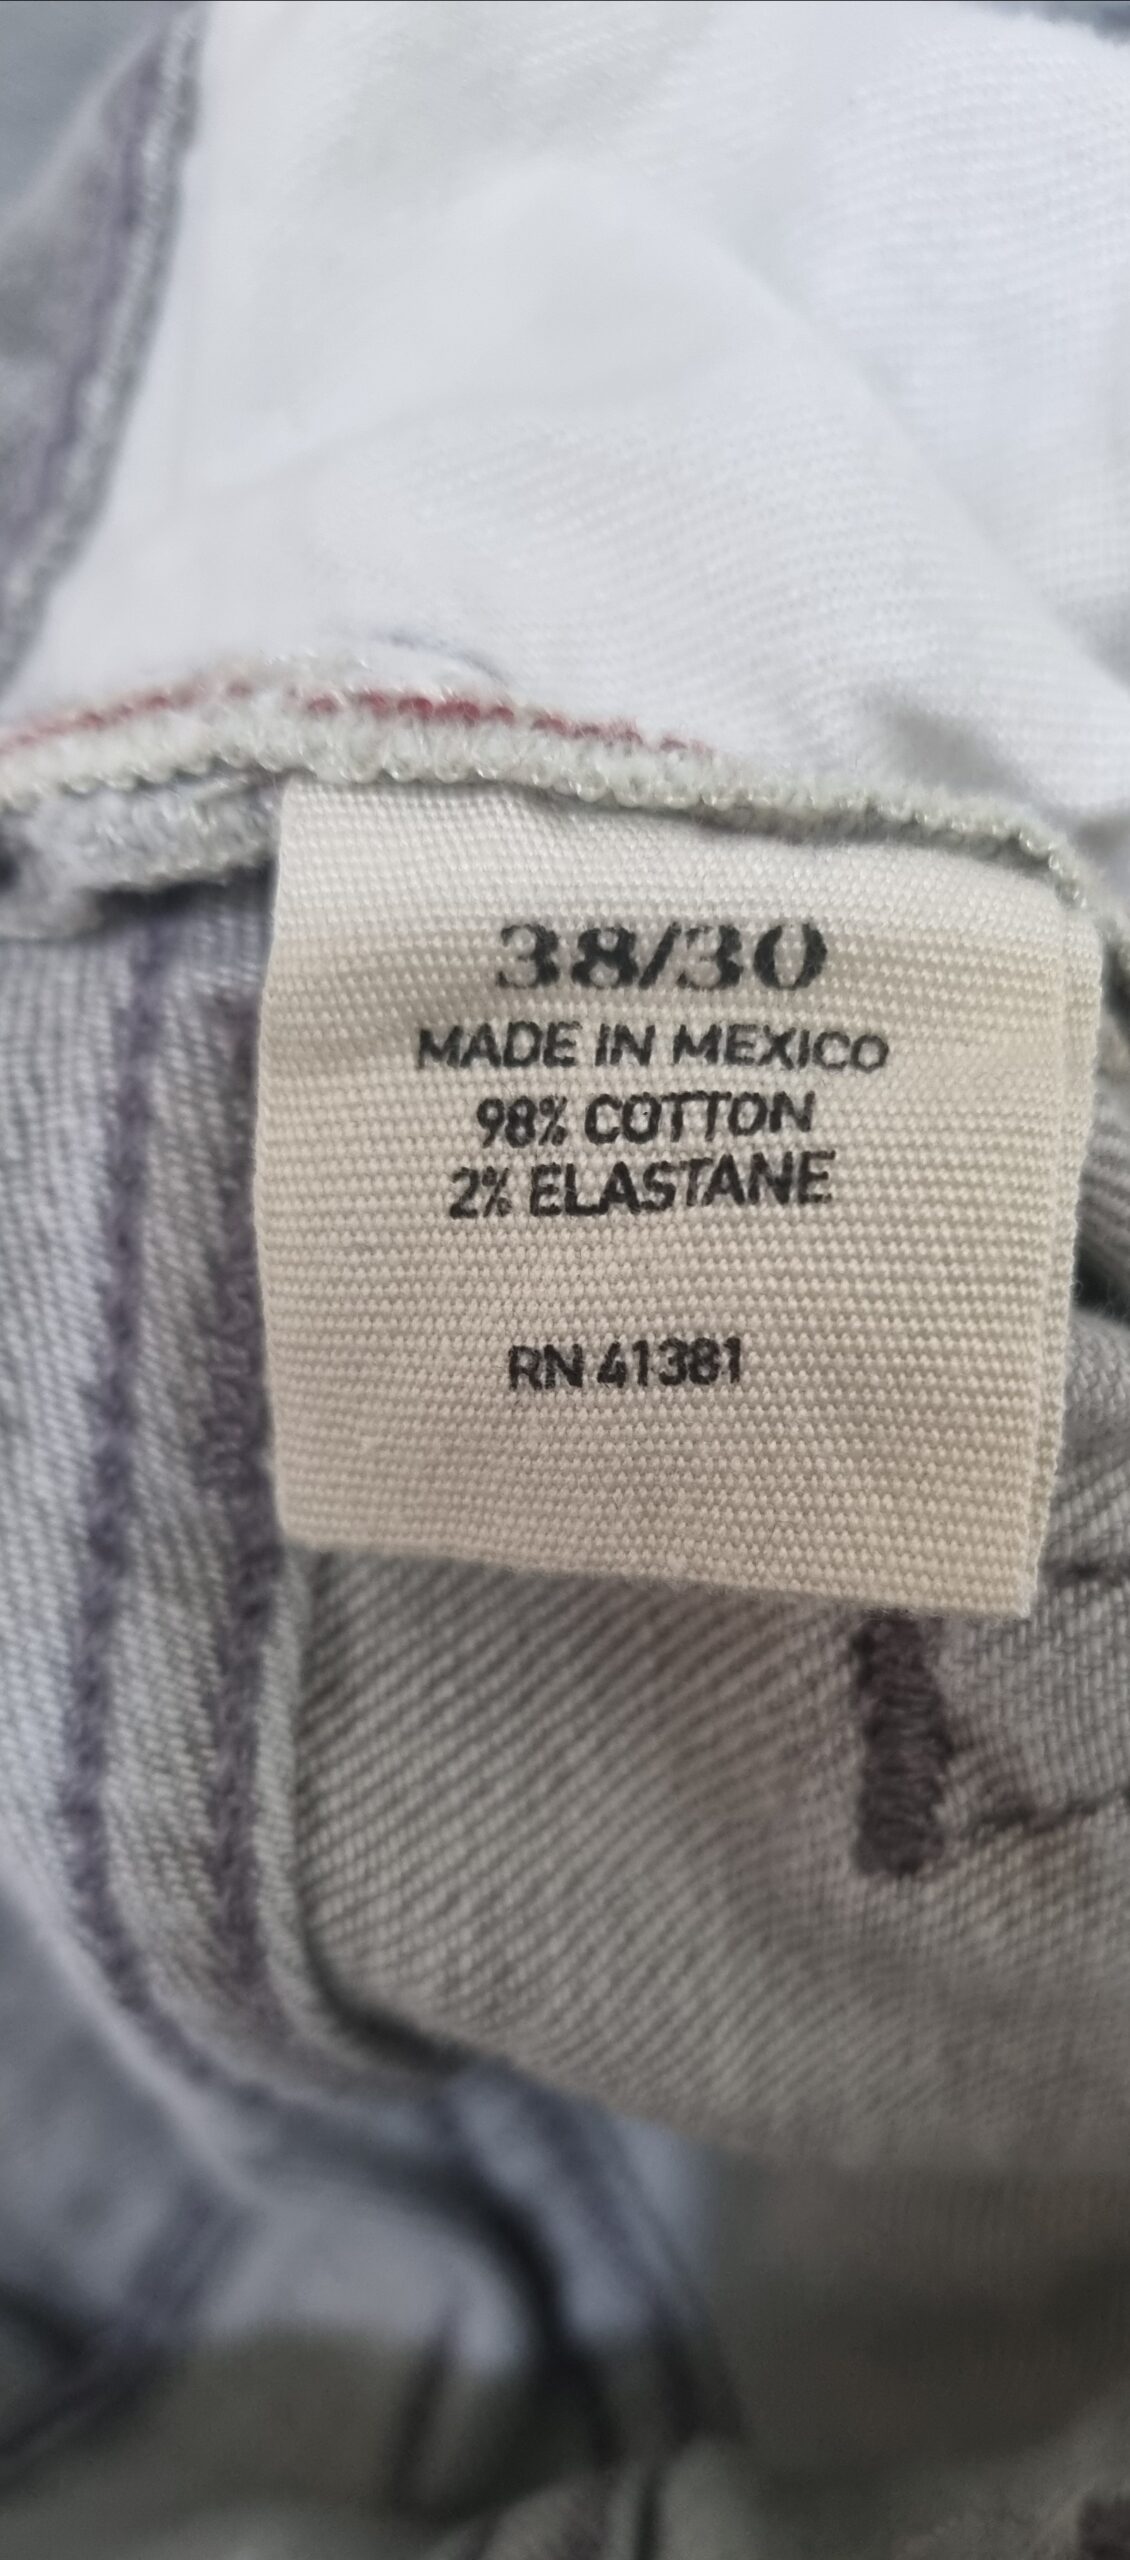 38/30
MADE IN MEXICO
98% COTTON
2% ELASTANE
RN 41381